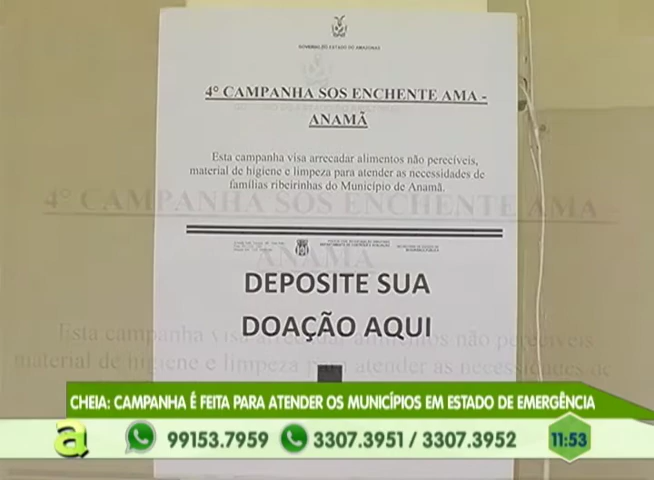 GOVERNO DO ESTADO DO AMAZONAS
4º CAMPANHA SOS ENCHENTE AMA -
ANAMÃ
Esta campanha visa arrecadar alimentos não perecíveis,
material de higiene e limpeza para atender as necessidades de
famílias ribeirinhas do Município de Anamã.
4º CAMPANHA SOS ENCHENTE AMA -
ANAMÃ
DEPOSITE SUA
DOAÇÃO AQUI
Esta campanha visa arrecadar alimentos não perecíveis,
material de higiene e limpeza para atender as necessidades de
CHEIA: CAMPANHA É FEITA PARA ATENDER OS MUNICÍPIOS EM ESTADO DE EMERGÊNCIA
a 99153.7959 3307.3951 / 3307.3952 11:53